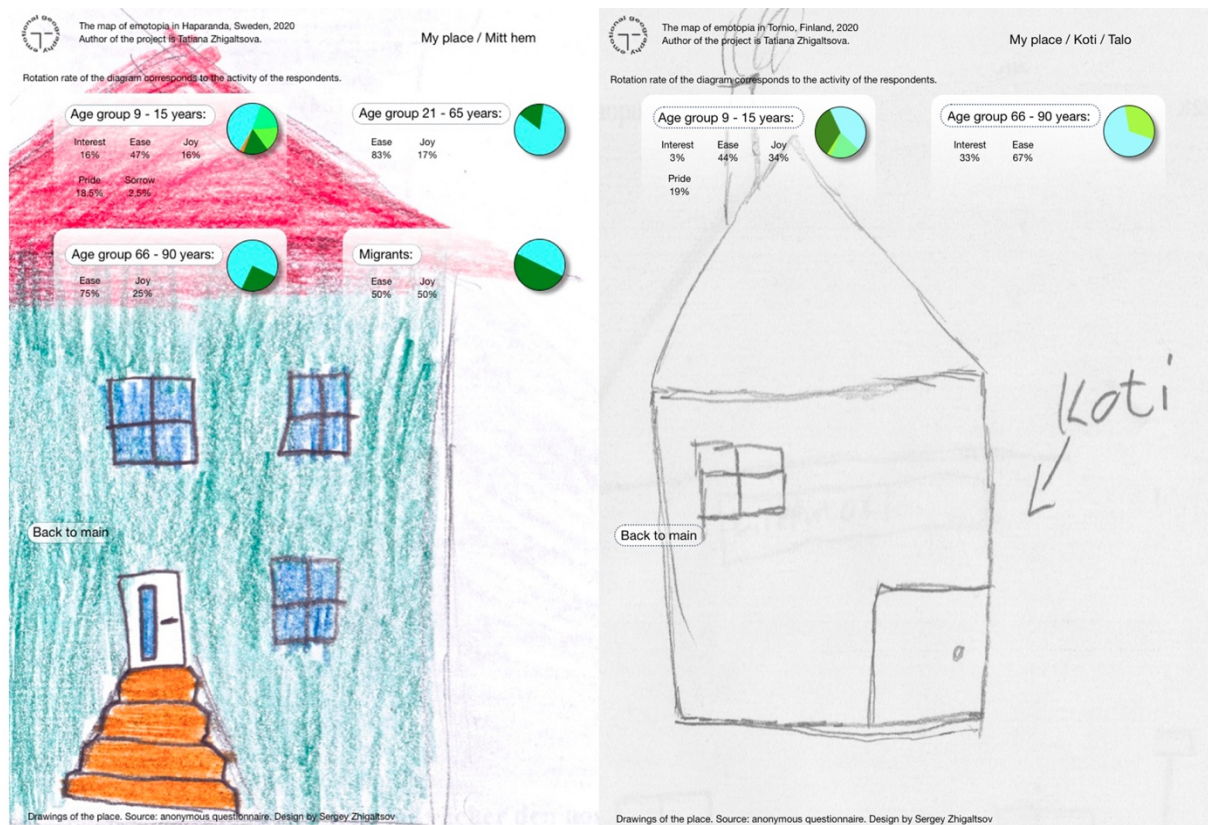 emotional geography
The map of emotopia in Haparanda, Sweden, 2020
Author of the project is Tatiana Zhigaltsova.
My place / Mitt hem
Rotation rate of the diagram corresponds to the activity of the respondents.
Age group 9 - 15 years:
Interest Ease Joy
16% 47% 16%
Pride Sorrow
18.5% 2,5%
Age group 21 - 65 years:
Ease Joy
83% 17%
Age group 66 - 90 years:
Ease Joy
75% 25%
Migrants:
Ease Joy
50% 50%
Back to main
Drawings of the place. Source: anonymous questionnaire. Design by Sergey Zhigaltsov
emotional geography
The map of emotopia in Tornio, Finland, 2020
Author of the project is Tatiana Zhigaltsova.
My place / Koti / Talo
Rotation rate of the diagram corresponds to the activity of the respondents.
Age group 9 - 15 years:
Interest Ease Joy
3% 44% 34%
Pride
19%
Age group 66 - 90 years:
Interest Ease
33% 67%
Koti
Back to main
Drawings of the place. Source: anonymous questionnaire. Design by Sergey Zhigaltsov